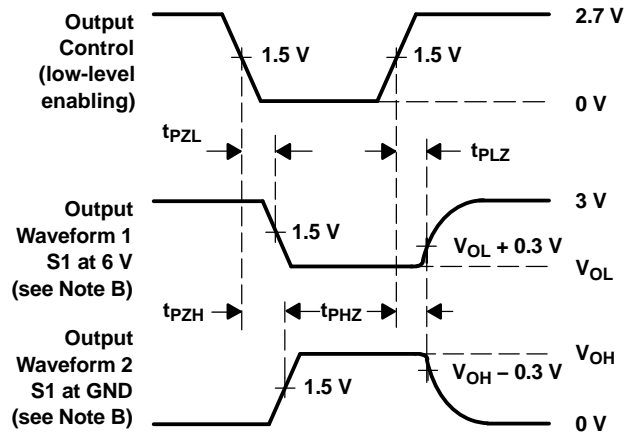 Output
Control
(low-level
enabling)
1.5 V
1.5 V
2.7 V
0 V
tPZL
tPLZ
Output
Waveform 1
S1 at 6 V
(see Note B)
1.5 V
3 V
VOL + 0.3 V
VOL
tPZH
tPHZ
Output
Waveform 2
S1 at GND
(see Note B)
1.5 V
VOH
VOH − 0.3 V
0 V